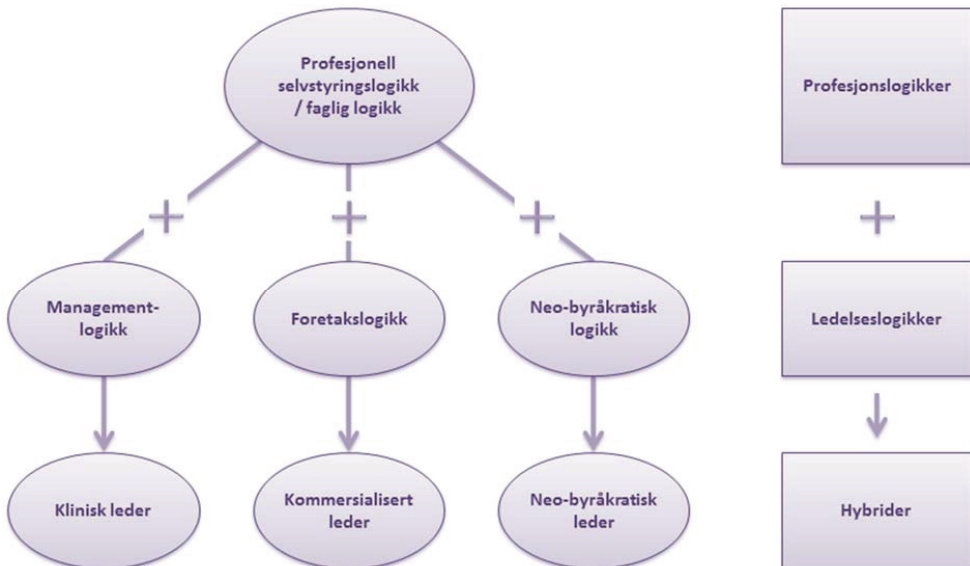 Profesjonell
selvstyringslogikk
/ faglig logikk
Profesjonslogikker
+
+
+
+
Management-
logikk
Foretakslogikk
Neo-byråkratisk
logikk
Ledelseslogikker
Klinisk leder
Kommersialisert
leder
Neo-byråkratisk
leder
Hybrider